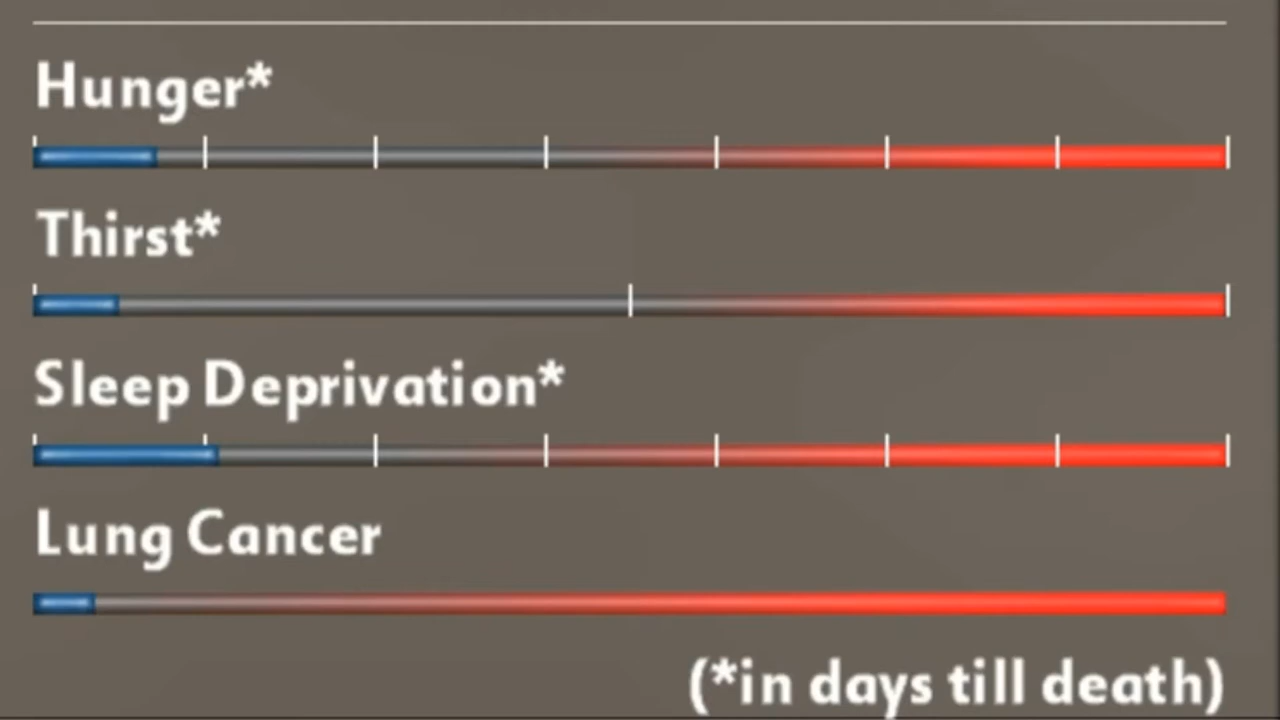 Hunger*
Thirst*
Sleep Deprivation*
Lung Cancer
(*in days till death)